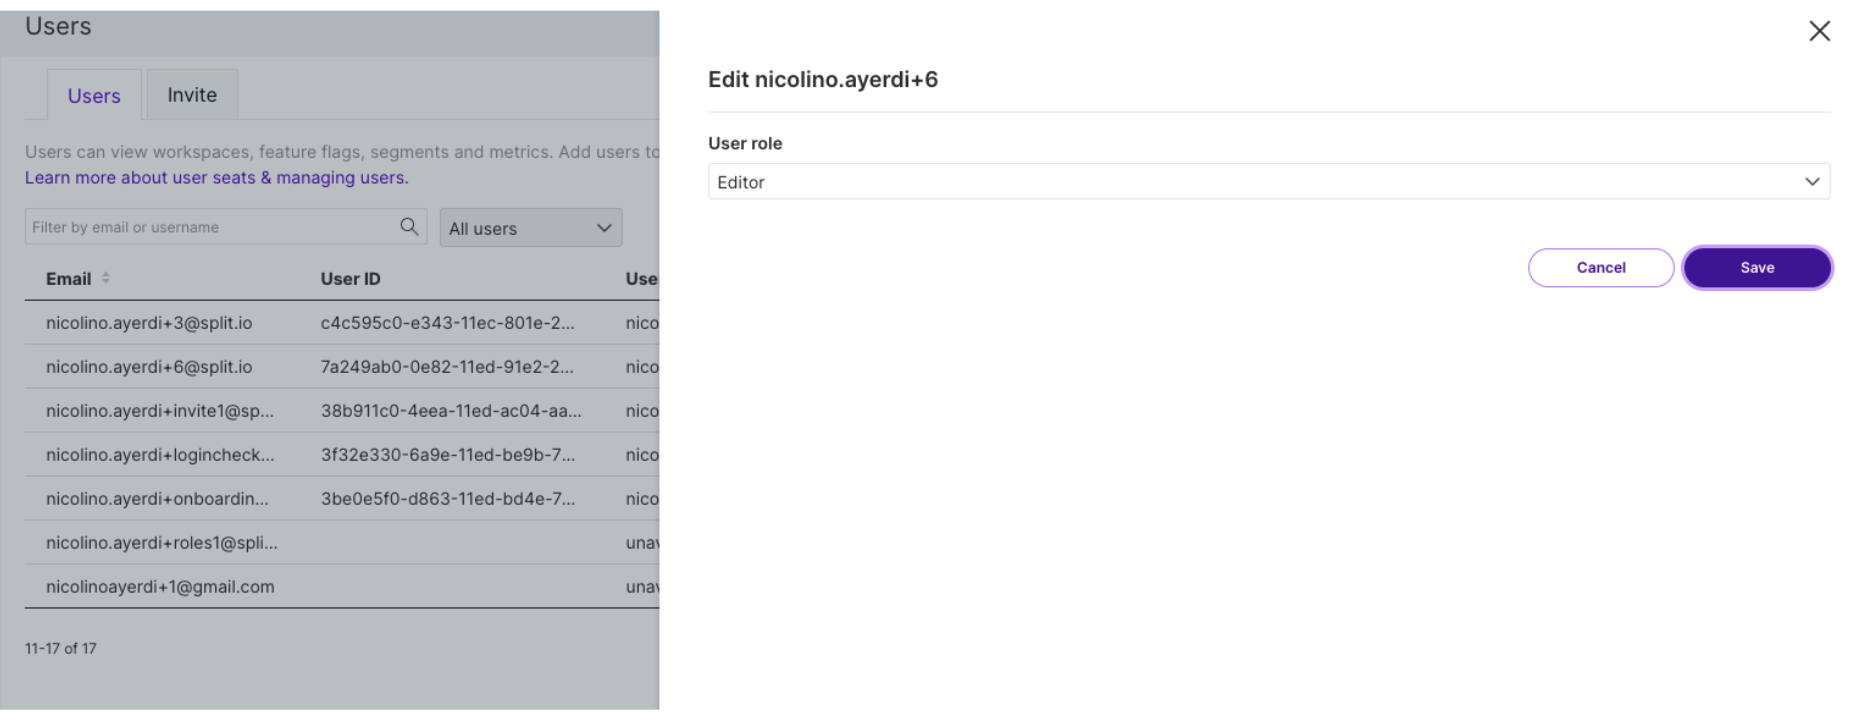 Users
Users Invite
Users can view workspaces, feature flags, segments and metrics. Add users to
Learn more about user seats & managing users.
Filter by email or username
All users
Email User ID Use
nicolino.ayerdi+3@split.io c4c595c0-e343-11ec-801e-2... nico
nicolino.ayerdi+6@split.io 7a249ab0-0e82-11ed-91e2-2... nico
nicolino.ayerdi+invite1@sp... 38b911c0-4eea-11ed-ac04-aa... nico
nicolino.ayerdi+logincheck... 3f32e330-6a9e-11ed-be9b-7... nico
nicolino.ayerdi+onboardin... 3be0e5f0-d863-11ed-bd4e-7... nico
nicolino.ayerdi+roles1@spli... unav
nicolinoayerdi+1@gmail.com unav
11-17 of 17
Edit nicolino.ayerdi+6
User role
Editor
Cancel Save